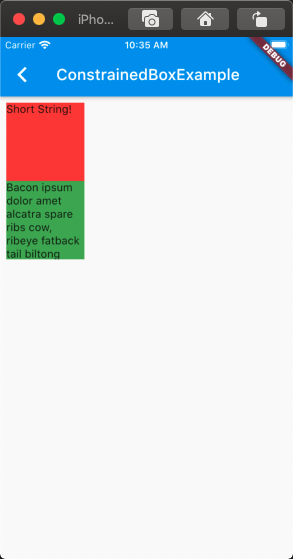 iPho...
Carrier 10:35 AM
DEBUG
ConstrainedBoxExample
Short String!
Bacon ipsum
dolor amet
alcatra spare
ribs cow,
ribeye fatback
tail biltong